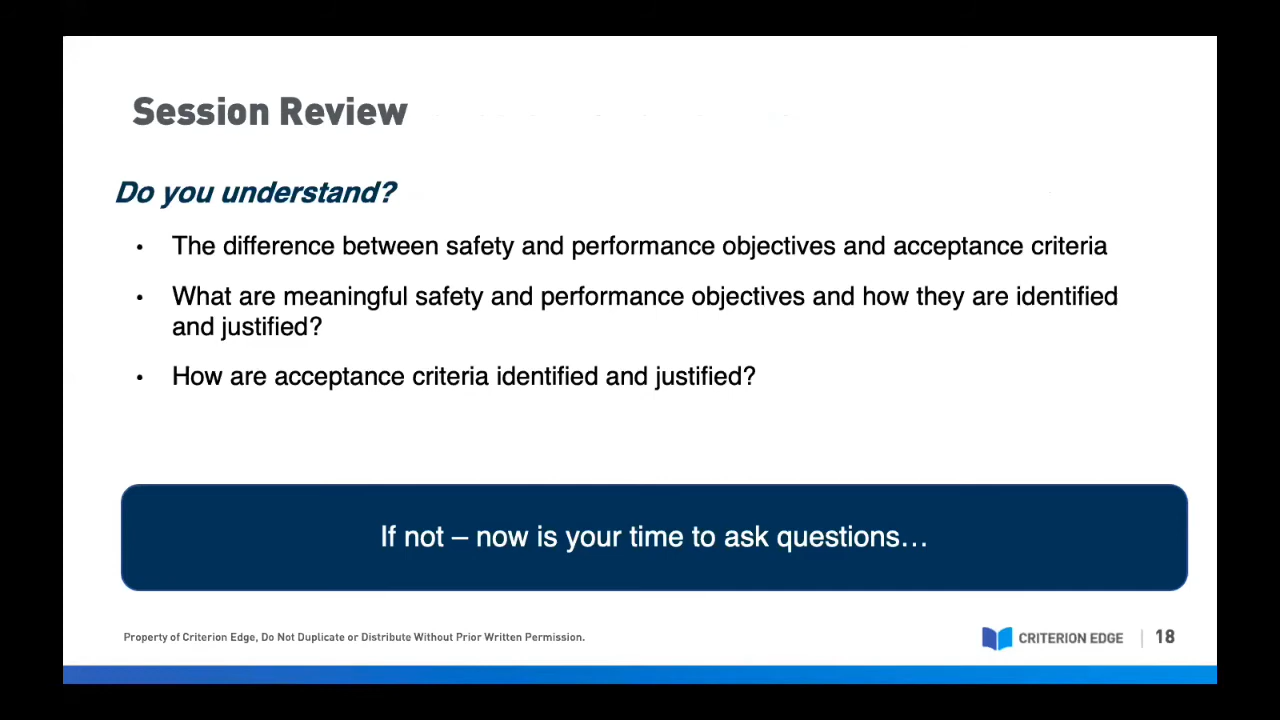 Session Review
Do you understand?
• The difference between safety and performance objectives and acceptance criteria
• What are meaningful safety and performance objectives and how they are identified
and justified?
• How are acceptance criteria identified and justified?
If not – now is your time to ask questions…
Property of Criterion Edge, Do Not Duplicate or Distribute Without Prior Written Permission.
CRITERION EDGE | 18